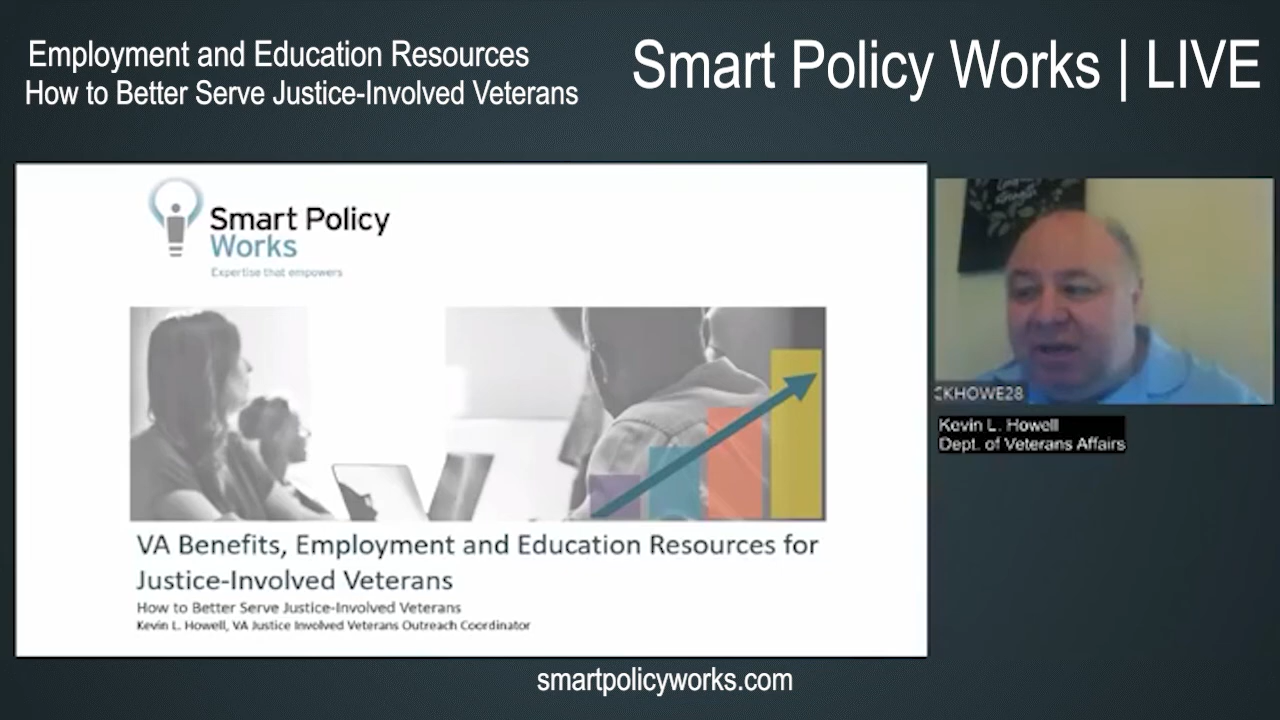 Employment and Education Resources
How to Better Serve Justice-Involved Veterans
Smart Policy Works | LIVE
Smart Policy
Works
Expertise that empowers
VA Benefits, Employment and Education Resources for
Justice-Involved Veterans
How to Better Serve Justice-Involved Veterans
Kevin L. Howell, VA Justice Involved Veterans Outreach Coordinator
CKHOWE28
Kevin L. Howell
Dept. of Veterans Affairs
smartpolicyworks.com